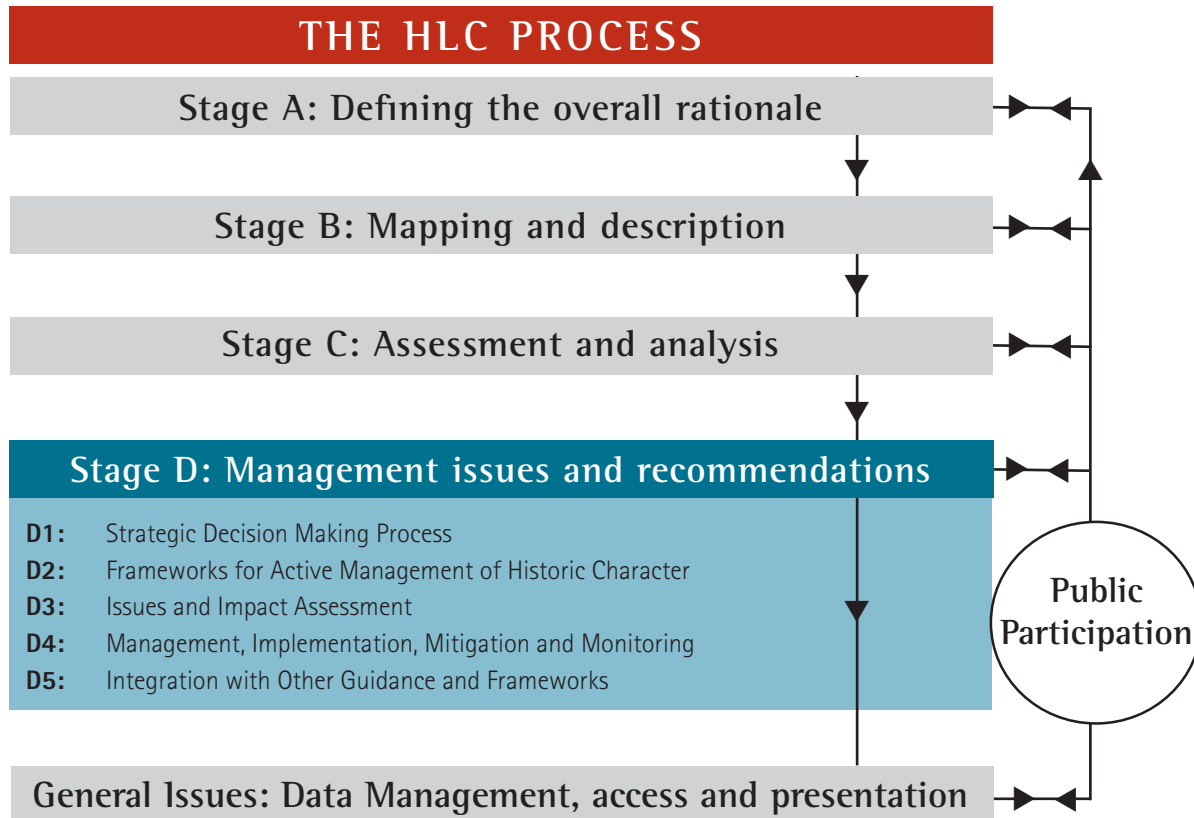 THE HLC PROCESS
Stage A: Defining the overall rationale
Stage B: Mapping and description
Stage C: Assessment and analysis
Stage D: Management issues and recommendations
D1: Strategic Decision Making Process
D2: Frameworks for Active Management of Historic Character
D3: Issues and Impact Assessment
D4: Management, Implementation, Mitigation and Monitoring
D5: Integration with Other Guidance and Frameworks
Public
Participation
General Issues: Data Management, access and presentation